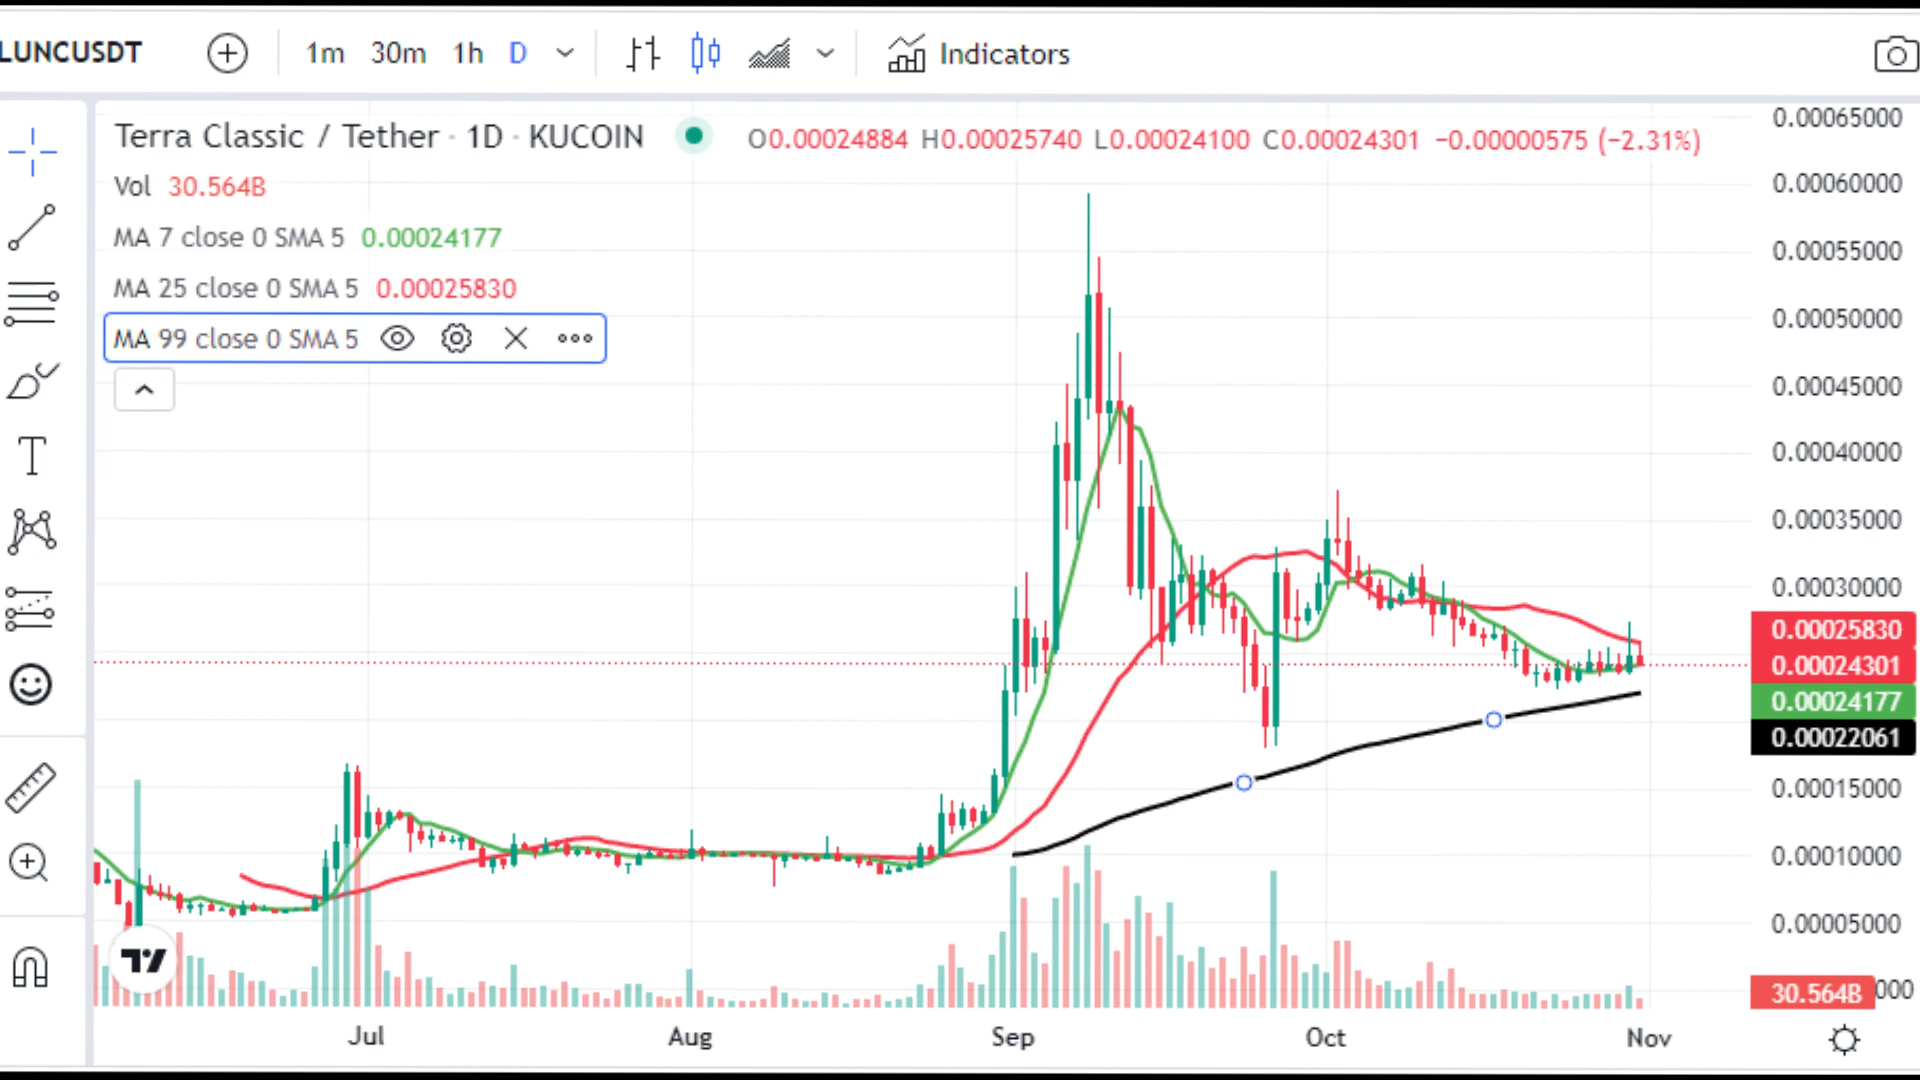 LUNCUSDT 1m 30m 1h D Indicators
Terra Classic / Tether · 1D · KUCOIN O0.00024884 H0.00025740 L0.00024100 C0.00024301 −0.00000575 (−2.31%)
Vol 30.564B
MA 7 close 0 SMA 5 0.00024177
MA 25 close 0 SMA 5 0.00025830
MA 99 close 0 SMA 5
0.00065000
0.00060000
0.00055000
0.00050000
0.00045000
0.00040000
0.00035000
0.00030000
0.00025830
0.00024301
0.00024177
0.00022061
0.00015000
0.00010000
0.00005000
30.564B 000
Jul Aug Sep Oct Nov